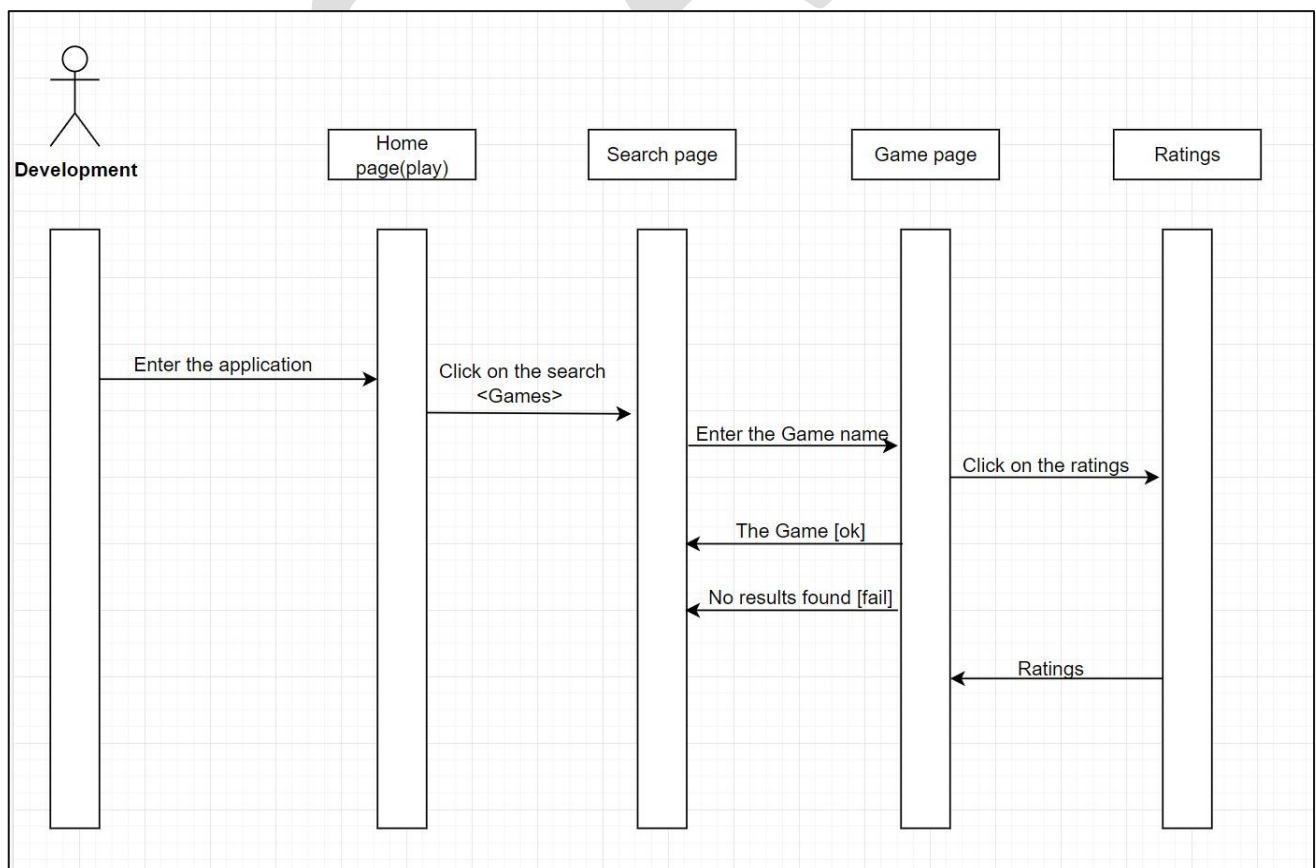 Development
Home
page(play)
Search page
Game page
Ratings
Enter the application
Click on the search
<Games>
Enter the Game name
Click on the ratings
The Game [ok]
No results found [fail]
Ratings